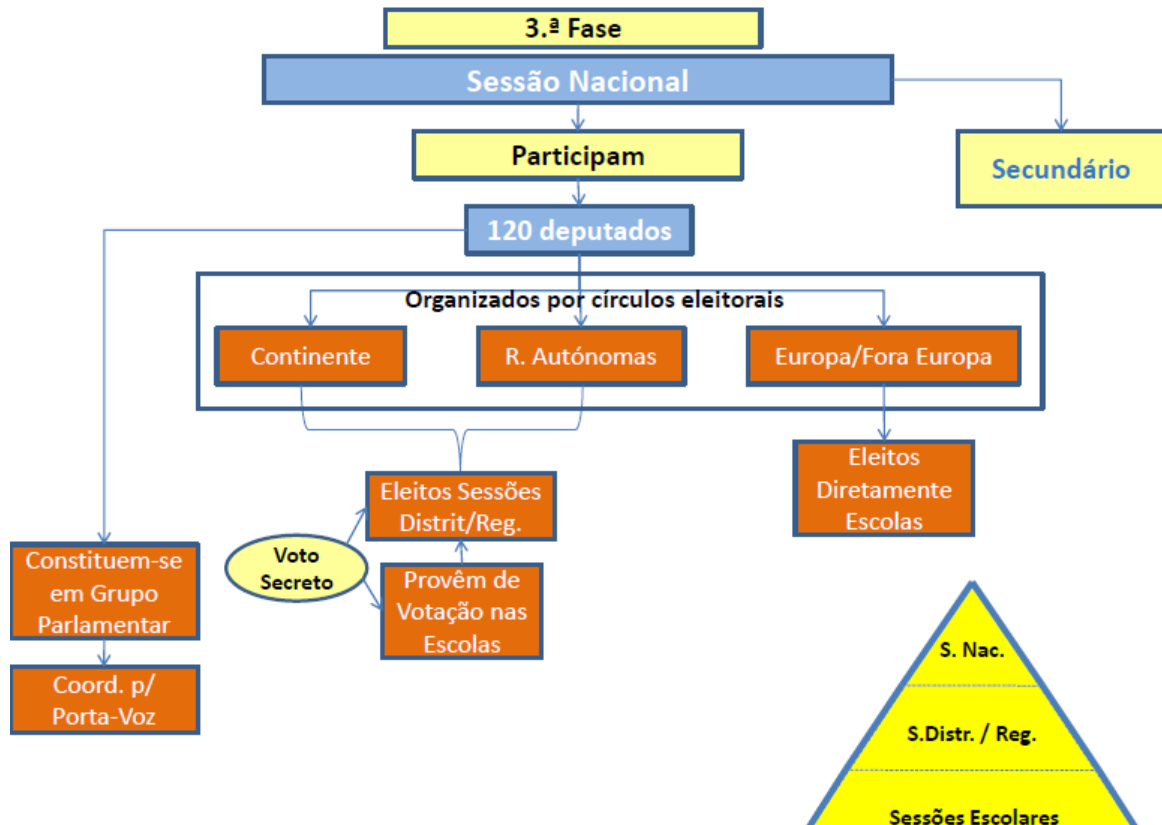 3.ª Fase
Sessão Nacional
Participam
Secundário
120 deputados
Organizados por círculos eleitorais
Continente
R. Autónomas
Europa/Fora Europa
Eleitos Sessões
Distrit/Reg.
Eleitos
Diretamente
Escolas
Voto
Secreto
Constituem-se
em Grupo
Parlamentar
Provêm de
Votação nas
Escolas
Coord. p/
Porta-Voz
S. Nac.
S.Distr. / Reg.
Sessões Escolares